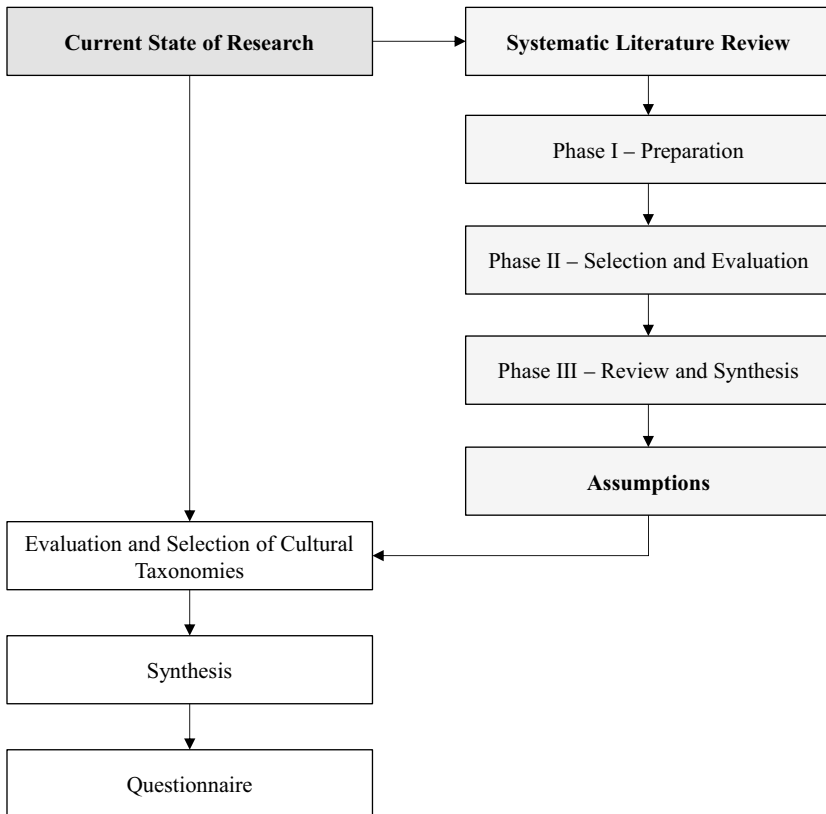 Current State of Research
Systematic Literature Review
Phase I – Preparation
Phase II – Selection and Evaluation
Phase III – Review and Synthesis
Assumptions
Evaluation and Selection of Cultural
Taxonomies
Synthesis
Questionnaire